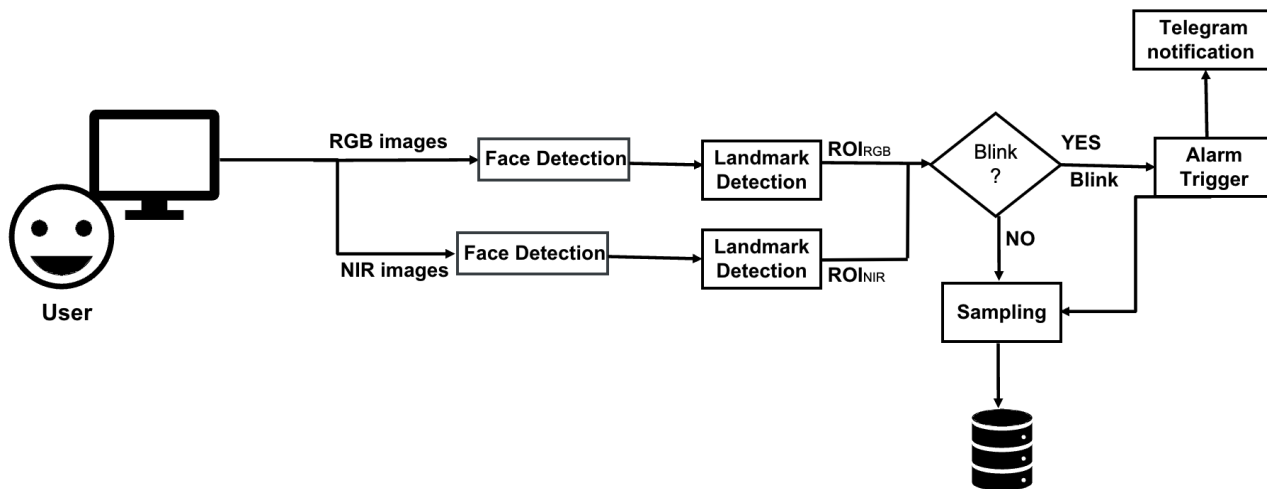 Telegram
notification
RGB images
Face Detection
Landmark
Detection
ROIRGB
Blink
?
YES
Blink
Alarm
Trigger
NIR images
Face Detection
Landmark
Detection
ROINIR
NO
User
Sampling